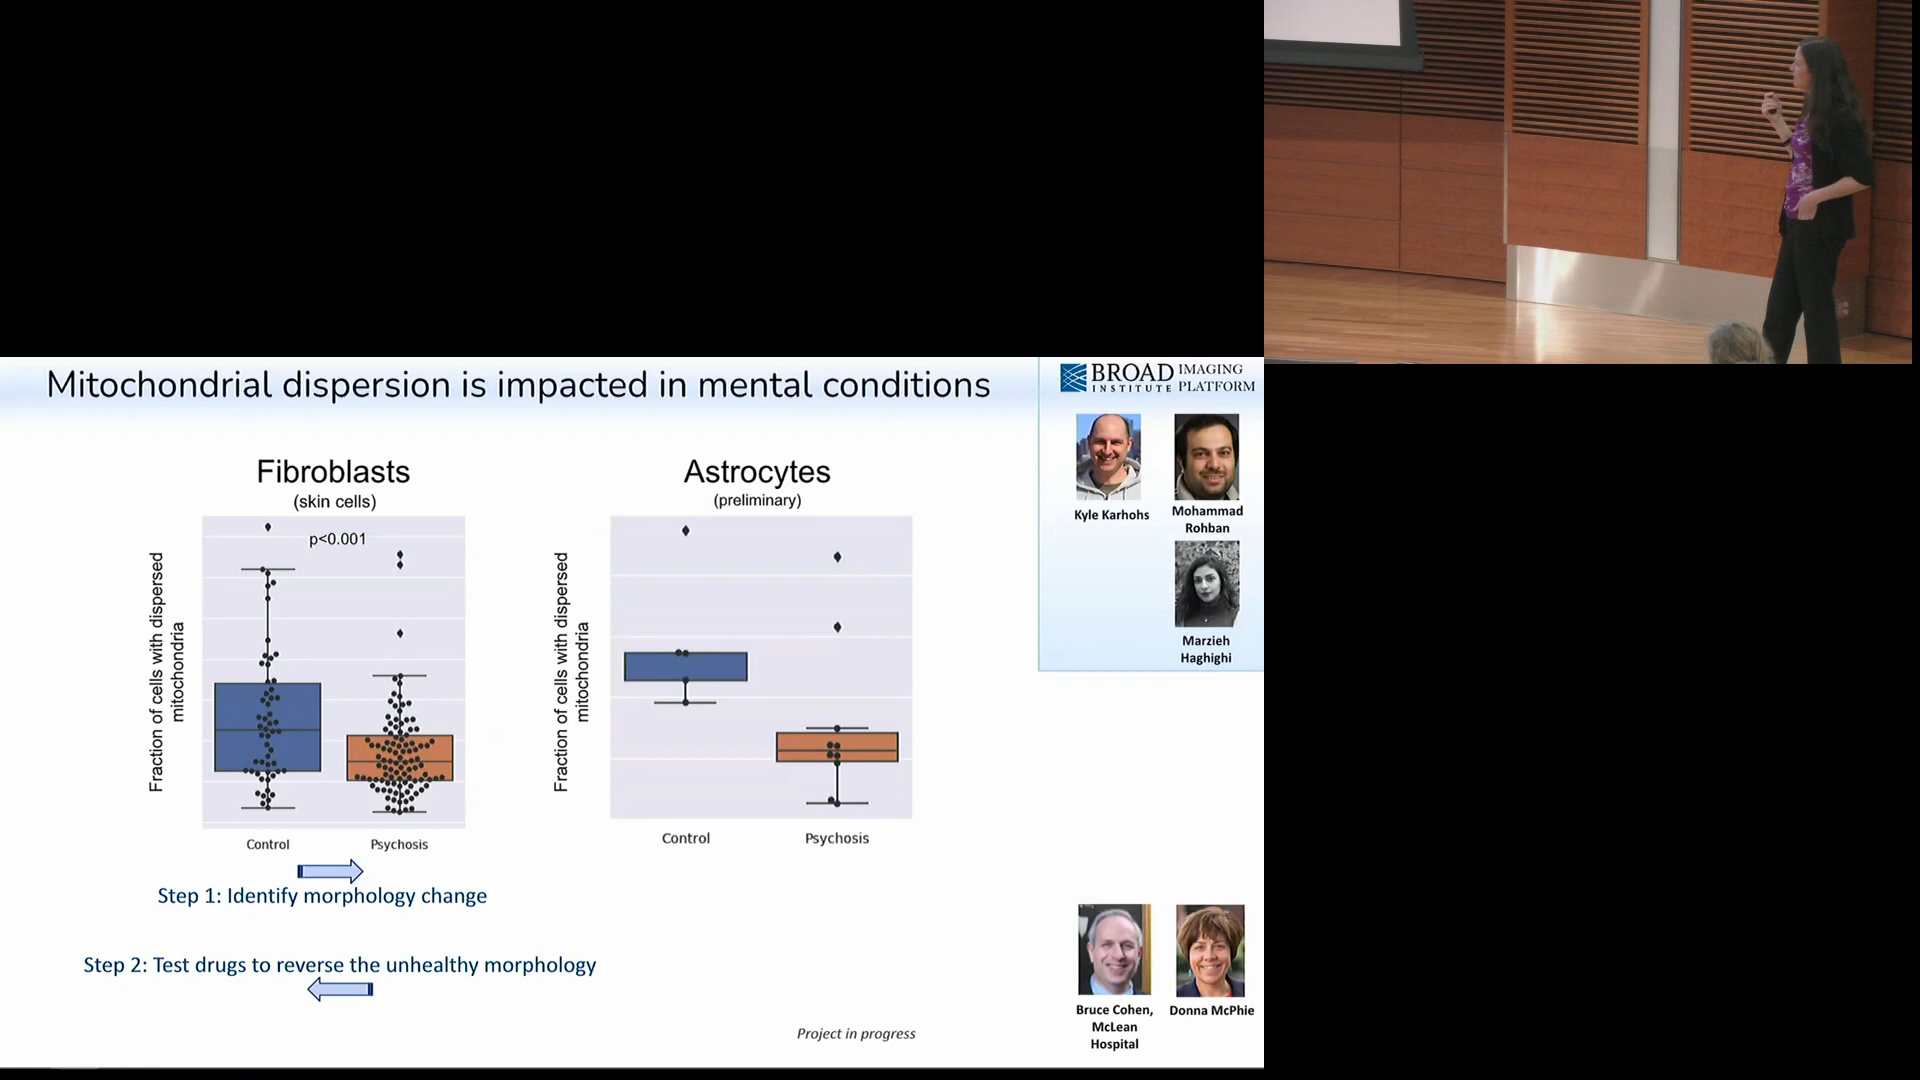 Mitochondrial dispersion is impacted in mental conditions
BROAD
INSTITUTE
IMAGING
PLATFORM
Kyle Karhohs
Mohammad
Rohban
Marzieh
Haghighi
Fibroblasts
(skin cells)
p<0.001
Fraction of cells with dispersed
mitochondria
Control
Psychosis
Astrocytes
(preliminary)
Fraction of cells with dispersed
mitochondria
Control
Psychosis
Step 1: Identify morphology change
Step 2: Test drugs to reverse the unhealthy morphology
Project in progress
Bruce Cohen,
McLean
Hospital
Donna McPhie